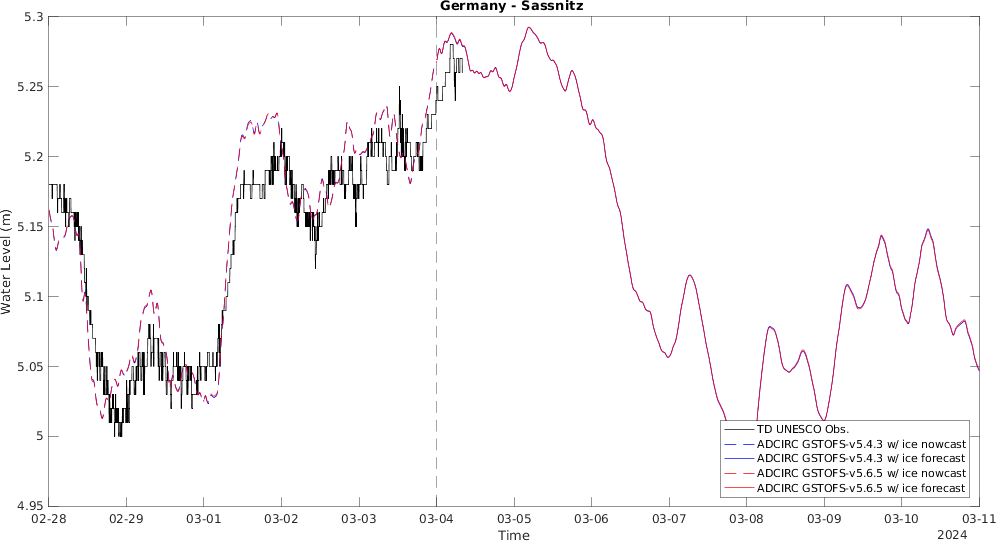 Germany - Sassnitz
5.3
5.25
5.2
5.15
5.1
5.05
5
4.95
Water Level (m)
TD UNESCO Obs.
ADCIRC GSTOFS-v5.4.3 w/ ice nowcast
ADCIRC GSTOFS-v5.4.3 w/ ice forecast
ADCIRC GSTOFS-v5.6.5 w/ ice nowcast
ADCIRC GSTOFS-v5.6.5 w/ ice forecast
02-28 02-29 03-01 03-02 03-03 03-04 03-05 03-06 03-07 03-08 03-09 03-10 03-11
Time
2024